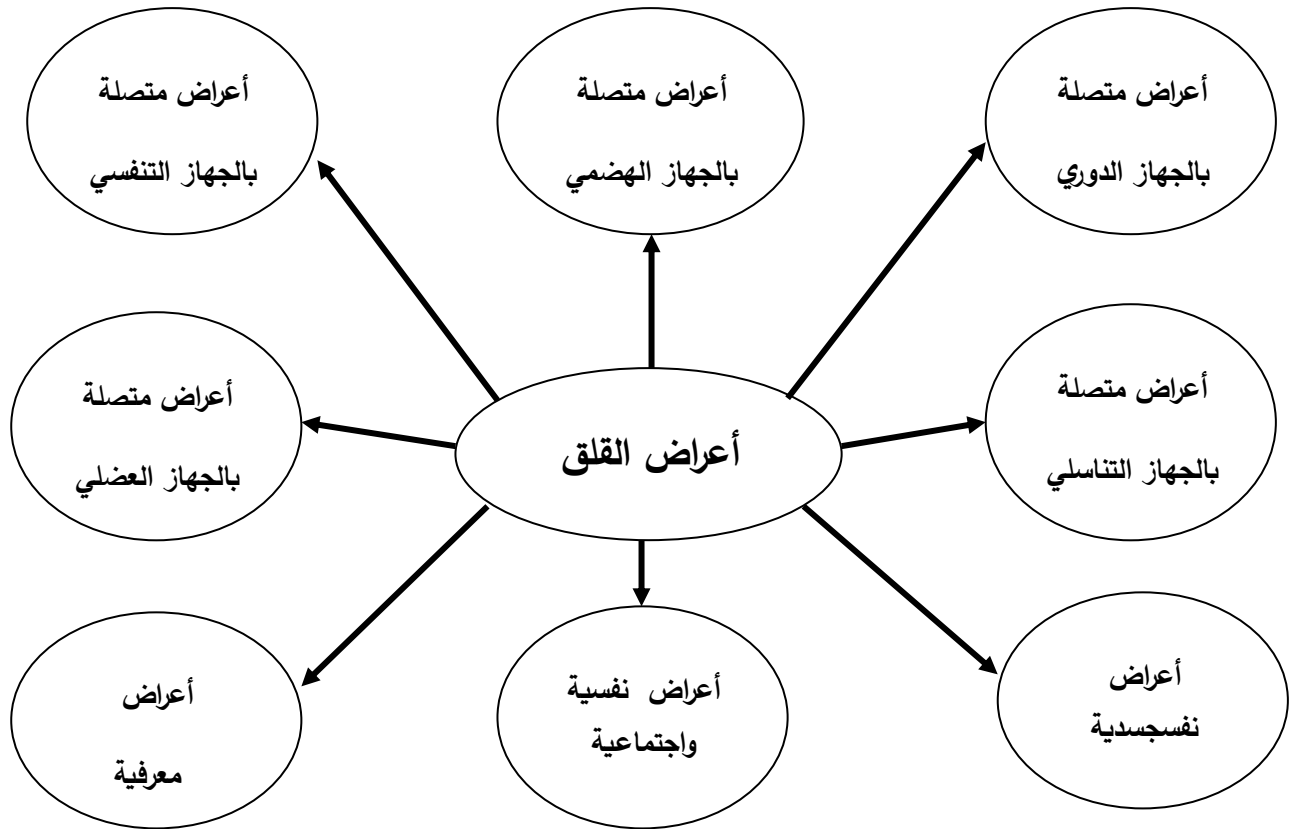 أعراض متصلة
بالجهاز الدوري
أعراض متصلة
بالجهاز الهضمي
أعراض متصلة
بالجهاز التنفسي
أعراض متصلة
بالجهاز التناسلي
أعراض القلق
أعراض متصلة
بالجهاز العضلي
أعراض
نفسجسدية
أعراض نفسية
واجتماعية
أعراض
معرفية